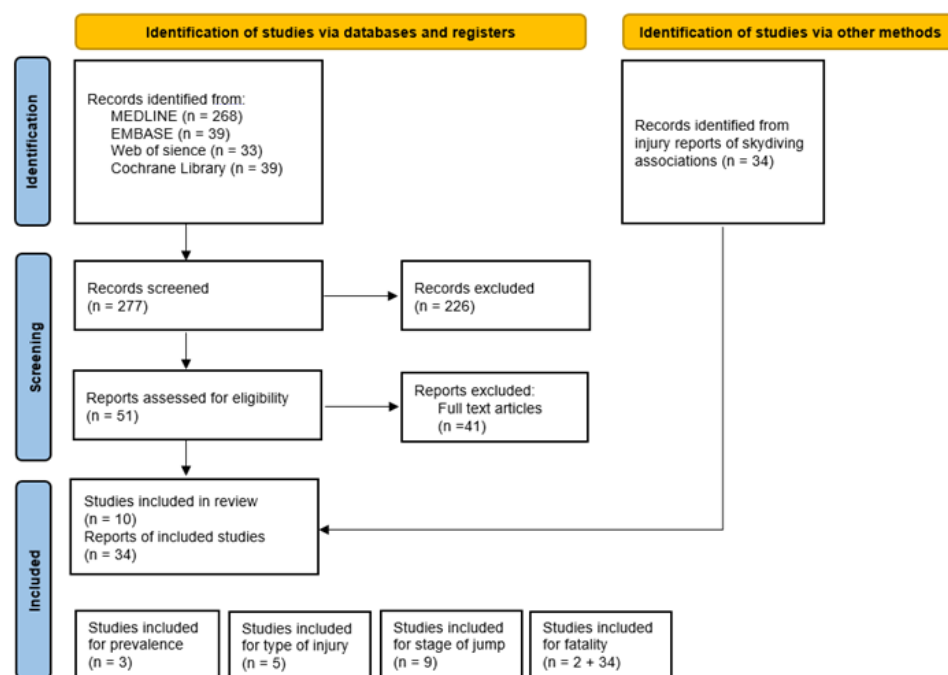 Identification of studies via databases and registers
Identification of studies via other methods
Identification
Records identified from:
MEDLINE (n = 268)
EMBASE (n = 39)
Web of sience (n = 33)
Cochrane Library (n = 39)
Records identified from
injury reports of skydiving
associations (n = 34)
Screening
Records screened
(n = 277)
Records excluded
(n = 226)
Reports assessed for eligibility
(n = 51)
Reports excluded:
Full text articles
(n =41)
Included
Studies included in review
(n = 10)
Reports of included studies
(n = 34)
Studies included
for prevalence
(n = 3)
Studies included
for type of injury
(n = 5)
Studies included
for stage of jump
(n = 9)
Studies included
for fatality
(n = 2 + 34)